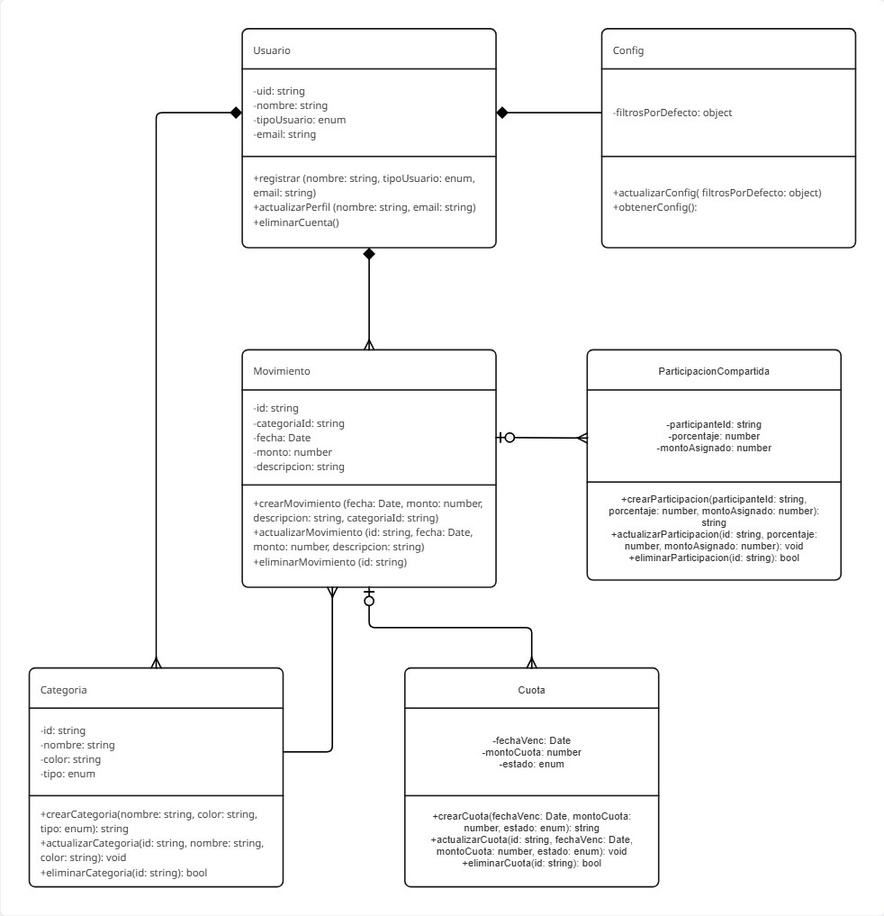 Usuario
-uid: string
-nombre: string
-tipoUsuario: enum
-email: string
+registrar (nombre: string, tipoUsuario: enum,
email: string)
+actualizarPerfil (nombre: string, email: string)
+eliminarCuenta()
Config
-filtrosPorDefecto: object
+actualizarConfig( filtrosPorDefecto: object)
+obtenerConfig():
Movimiento
-id: string
-categoriaId: string
-fecha: Date
-monto: number
-descripcion: string
+crearMovimiento (fecha: Date, monto: number,
descripcion: string, categoriaId: string)
+actualizarMovimiento (id: string, fecha: Date,
monto: number, descripcion: string)
+eliminarMovimiento (id: string)
ParticipacionCompartida
-participanteId: string
-porcentaje: number
-montoAsignado: number
+crearParticipacion(participanteId: string,
porcentaje: number, montoAsignado: number):
string
+actualizarParticipacion(id: string, porcentaje:
number, montoAsignado: number): void
+eliminarParticipacion(id: string): bool
Categoria
-id: string
-nombre: string
-color: string
-tipo: enum
+crearCategoria(nombre: string, color: string,
tipo: enum): string
+actualizarCategoria(id: string, nombre: string,
color: string): void
+eliminarCategoria(id: string): bool
Cuota
-fechaVenc: Date
-montoCuota: number
-estado: enum
+crearCuota(fechaVenc: Date, montoCuota:
number, estado: enum): string
+actualizarCuota(id: string, fechaVenc: Date,
montoCuota: number, estado: enum): void
+eliminarCuota(id: string): bool